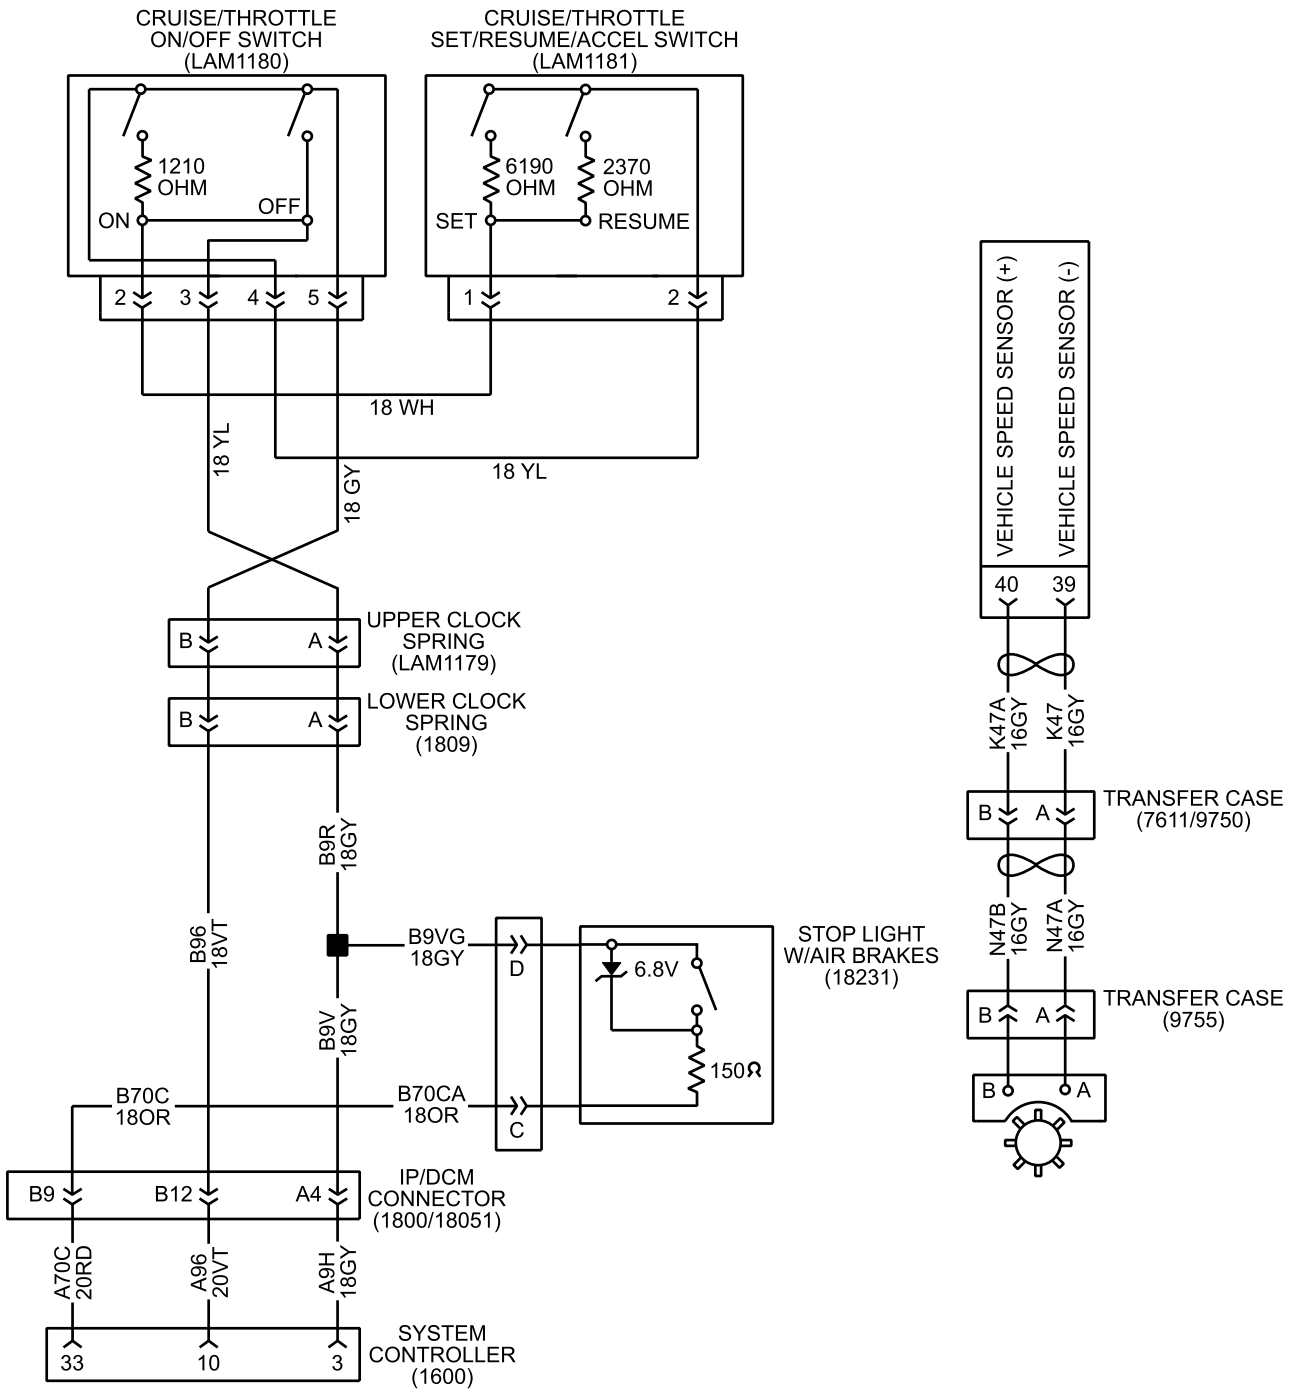 CRUISE/THROTTLE
ON/OFF SWITCH
(LAM1180)
CRUISE/THROTTLE
SET/RESUME/ACCEL SWITCH
(LAM1181)
1210
OHM
ON
OFF
6190
OHM
2370
OHM
SET
RESUME
2
3
4
5
1
2
18 WH
18 YL
18 YL
18 GY
B
A
UPPER CLOCK
SPRING
(LAM1179)
B
A
LOWER CLOCK
SPRING
(1809)
B9R
18GY
B96
18VT
B9VG
18GY
D
6.8V
STOP LIGHT
W/AIR BRAKES
(18231)
B9V
18GY
150Ω
B70C
18OR
B70CA
18OR
C
B9
B12
A4
IP/DCM
CONNECTOR
(1800/18051)
A70C
20RD
A96
20VT
A9H
18GY
33
10
3
SYSTEM
CONTROLLER
(1600)
VEHICLE SPEED SENSOR (+)
VEHICLE SPEED SENSOR (-)
40
39
K47A
16GY
K47
16GY
B
A
TRANSFER CASE
(7611/9750)
N47B
16GY
N47A
16GY
B
A
TRANSFER CASE
(9755)
B
A